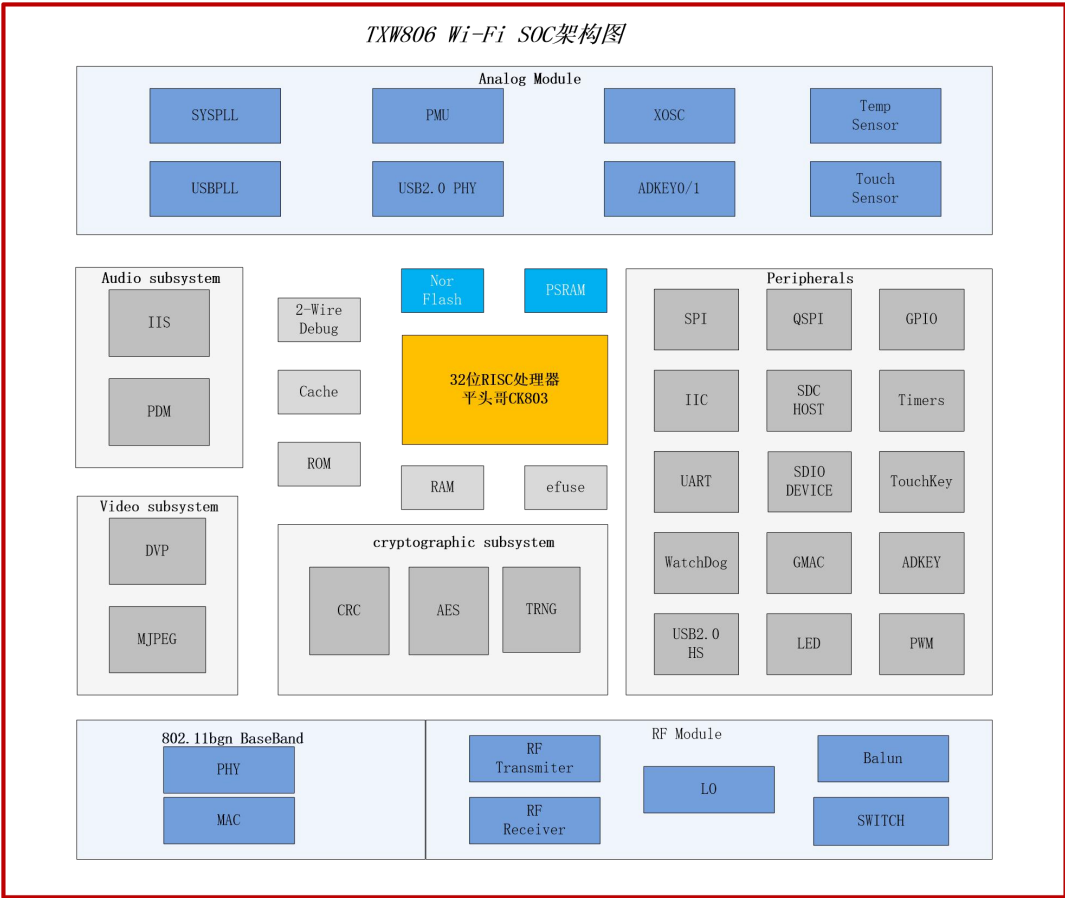 TXW806 Wi-Fi SOC架构图
Analog Module
SYSPLL
PMU
XOSC
Temp
Sensor
USBPLL
USB2.0 PHY
ADKEY0/1
Touch
Sensor
Audio subsystem
IIS
PDM
Video subsystem
DVP
MJPEG
2-Wire
Debug
Cache
ROM
Nor
Flash
PSRAM
32位RISC处理器
平头哥CK803
RAM
efuse
cryptographic subsystem
CRC
AES
TRNG
Peripherals
SPI
QSPI
GPIO
IIC
SDC
HOST
Timers
UART
SDIO
DEVICE
TouchKey
WatchDog
GMAC
ADKEY
USB2.0
HS
LED
PWM
802.11bgn BaseBand
PHY
MAC
RF Module
RF
Transmiter
RF
Receiver
LO
Balun
SWITCH